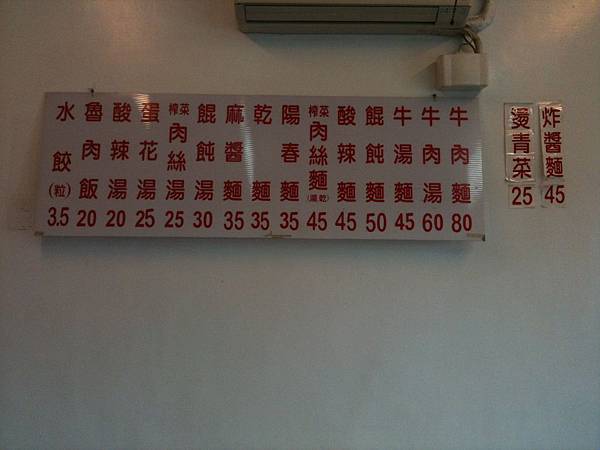 水餃(粒) 3.5
魯肉飯 20
酸辣湯 20
蛋花湯 25
榨菜肉絲湯 25
餛飩湯 30
麻醬麵 35
乾麵 35
陽春麵 35
榨菜肉絲麵(湯乾) 45
酸辣麵 45
餛飩麵 50
牛湯麵 45
牛肉湯 60
牛肉麵 80
燙青菜 25
炸醬麵 45